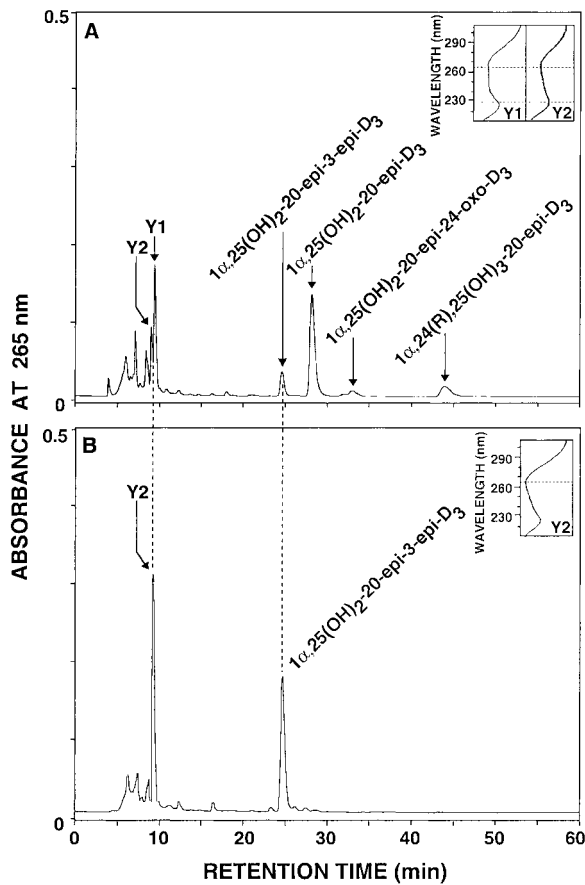 0.5
A
WAVELENGTH (nm)
290
260
230
Y1
Y2
1α,25(OH)2-20-epi-3-epi-D3
1α,25(OH)2-20-epi-D3
1α,25(OH)2-20-epi-24-oxo-D3
1α,24(R),25(OH)3-20-epi-D3
Y2
Y1
0
ABSORBANCE AT 265 nm
0.5
B
WAVELENGTH (nm)
290
260
230
Y2
Y2
1α,25(OH)2-20-epi-3-epi-D3
0
0 10 20 30 40 50 60
RETENTION TIME (min)